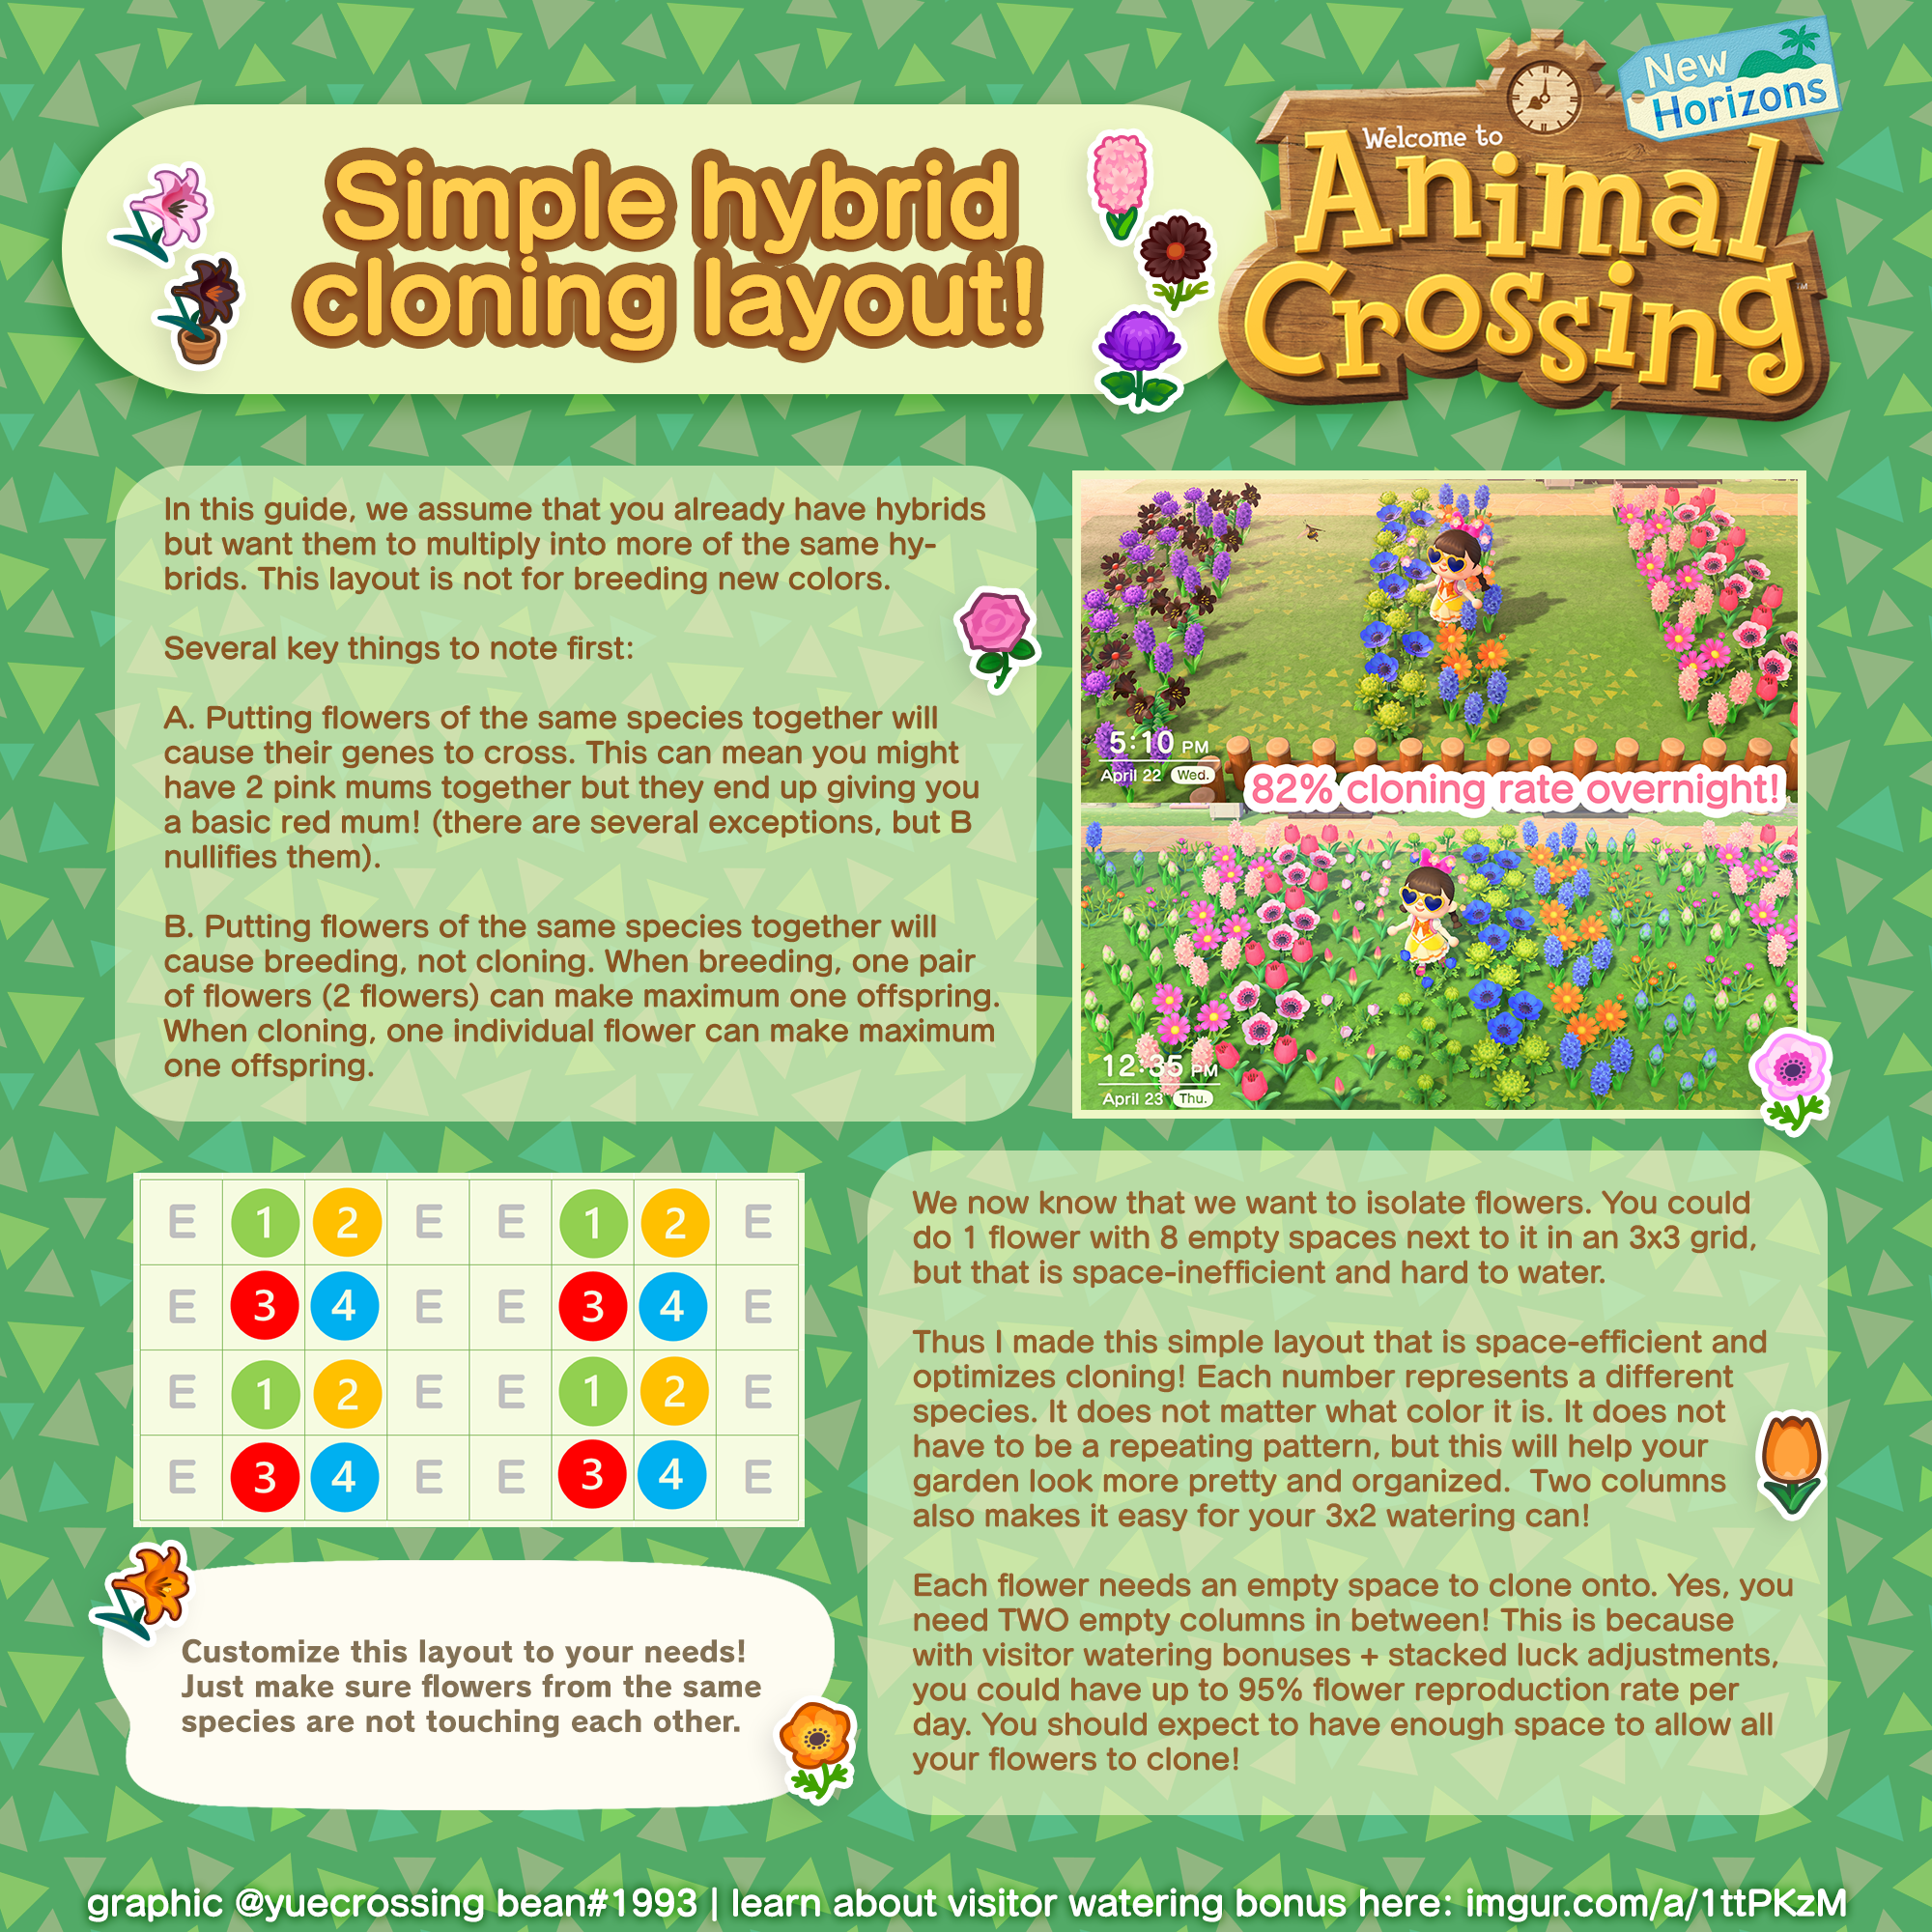 New
Horizons
Welcome to
Animal
Crossing
™
Simple hybrid
cloning layout!
In this guide, we assume that you already have hybrids
but want them to multiply into more of the same hy-
brids. This layout is not for breeding new colors.
Several key things to note first:
A. Putting flowers of the same species together will
cause their genes to cross. This can mean you might
have 2 pink mums together but they end up giving you
a basic red mum! (there are several exceptions, but B
nullifies them).
B. Putting flowers of the same species together will
cause breeding, not cloning. When breeding, one pair
of flowers (2 flowers) can make maximum one offspring.
When cloning, one individual flower can make maximum
one offspring.
5:10 PM
April 22 Wed.
82% cloning rate overnight!
12:35 PM
April 23 Thu.
E 1 2 E E 1 2 E
E 3 4 E E 3 4 E
E 1 2 E E 1 2 E
E 3 4 E E 3 4 E
We now know that we want to isolate flowers. You could
do 1 flower with 8 empty spaces next to it in an 3x3 grid,
but that is space-inefficient and hard to water.
Thus I made this simple layout that is space-efficient and
optimizes cloning! Each number represents a different
species. It does not matter what color it is. It does not
have to be a repeating pattern, but this will help your
garden look more pretty and organized. Two columns
also makes it easy for your 3x2 watering can!
Each flower needs an empty space to clone onto. Yes, you
need TWO empty columns in between! This is because
with visitor watering bonuses + stacked luck adjustments,
you could have up to 95% flower reproduction rate per
day. You should expect to have enough space to allow all
your flowers to clone!
Customize this layout to your needs!
Just make sure flowers from the same
species are not touching each other.
graphic @yuecrossing bean#1993 | learn about visitor watering bonus here: imgur.com/a/1ttPKzM